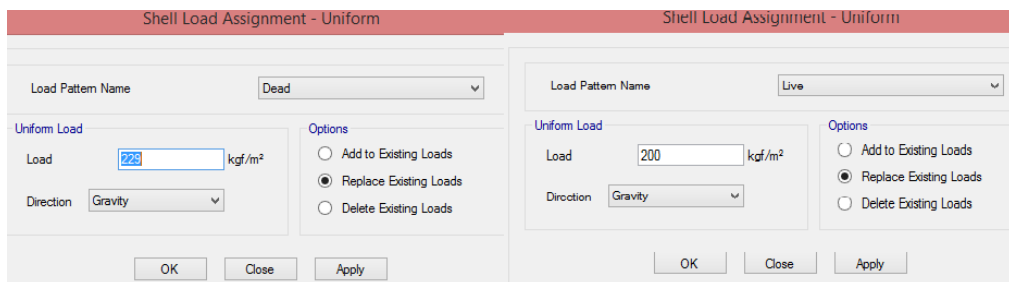 Shell Load Assignment - Uniform
Load Pattern Name
Dead
Uniform Load
Load
229
kgf/m²
Direction
Gravity
Options
Add to Existing Loads
Replace Existing Loads
Delete Existing Loads
OK
Close
Apply
Shell Load Assignment - Uniform
Load Pattern Name
Live
Uniform Load
Load
200
kgf/m²
Direction
Gravity
Options
Add to Existing Loads
Replace Existing Loads
Delete Existing Loads
OK
Close
Apply